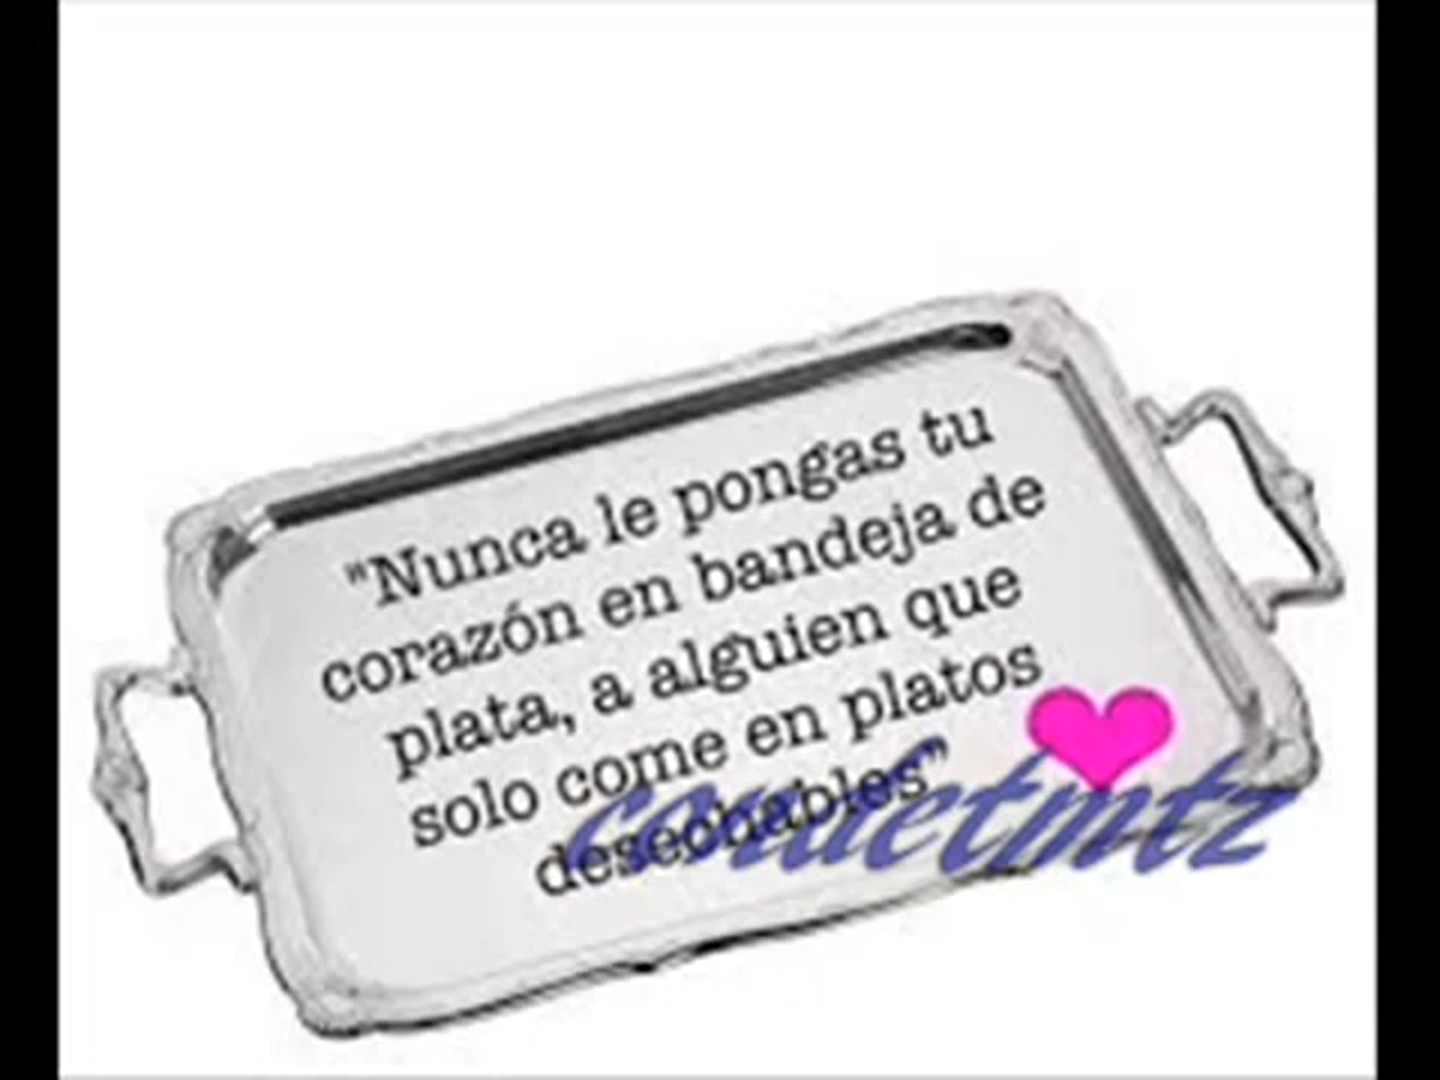 "Nunca le pongas tu
corazón en bandeja de
plata, a alguien que
solo come en platos
desechables"